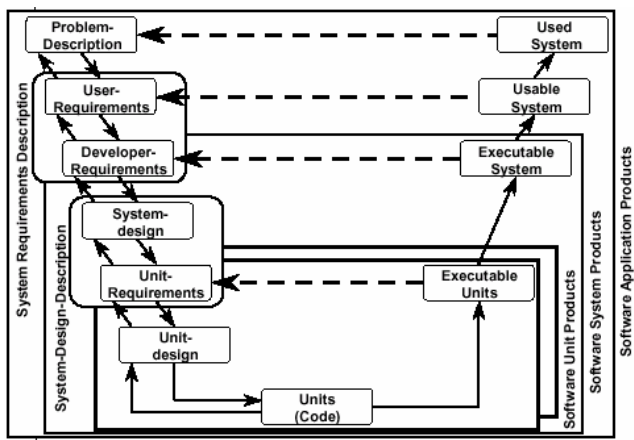 Problem-
Description
Used
System
User-
Requirements
Usable
System
Developer-
Requirements
Executable
System
System-
design
Unit-
Requirements
Executable
Units
Unit-
design
Units
(Code)
System Requirements Description
System-Design-Description
Software Unit Products
Software System Products
Software Application Products